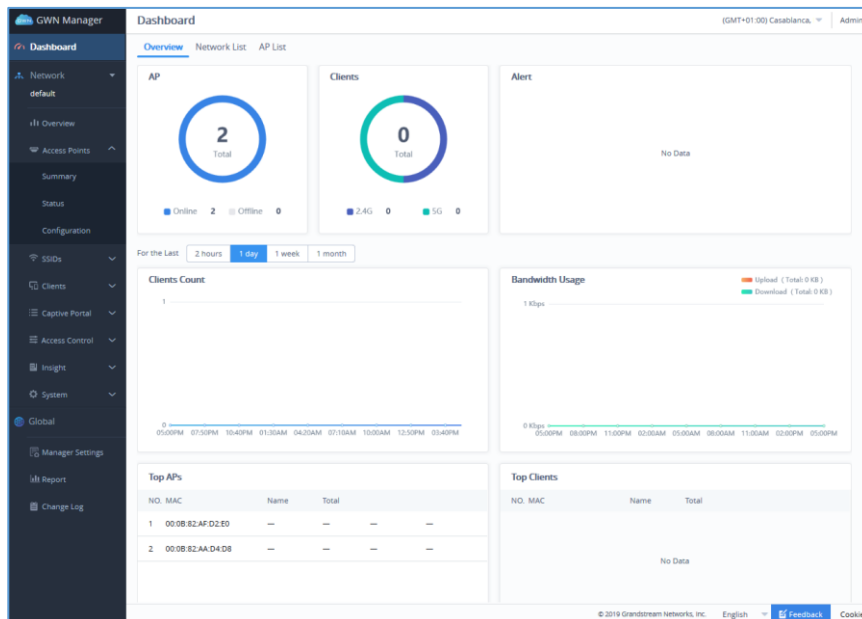 GWN Manager
Dashboard
(GMT+01:00) Casablanca,
Admin
Dashboard
Overview Network List AP List
Network
default
Overview
Access Points
Summary
Status
Configuration
SSIDs
Clients
Captive Portal
Access Control
Insight
System
Global
Manager Settings
Report
Change Log
AP
2
Total
Online 2 Offline 0
Clients
0
Total
2.4G 0 5G 0
Alert
No Data
For the Last 2 hours 1 day 1 week 1 month
Clients Count
1
0
05:00PM 07:50PM 10:40PM 01:30AM 04:20AM 07:10AM 10:00AM 12:50PM 03:40PM
Bandwidth Usage
Upload ( Total: 0 KB )
Download ( Total: 0 KB )
1 Kbps
0 Kbps
05:00PM 08:00PM 11:00PM 02:00AM 05:00AM 08:00AM 11:00AM 02:00PM 05:00PM
Top APs
NO. MAC Name Total
1 00:0B:82:AF:D2:E0 — — — —
2 00:0B:82:AA:D4:D8 — — — —
Top Clients
NO. MAC Name Total
No Data
© 2019 Grandstream Networks, Inc. English Feedback Cookie